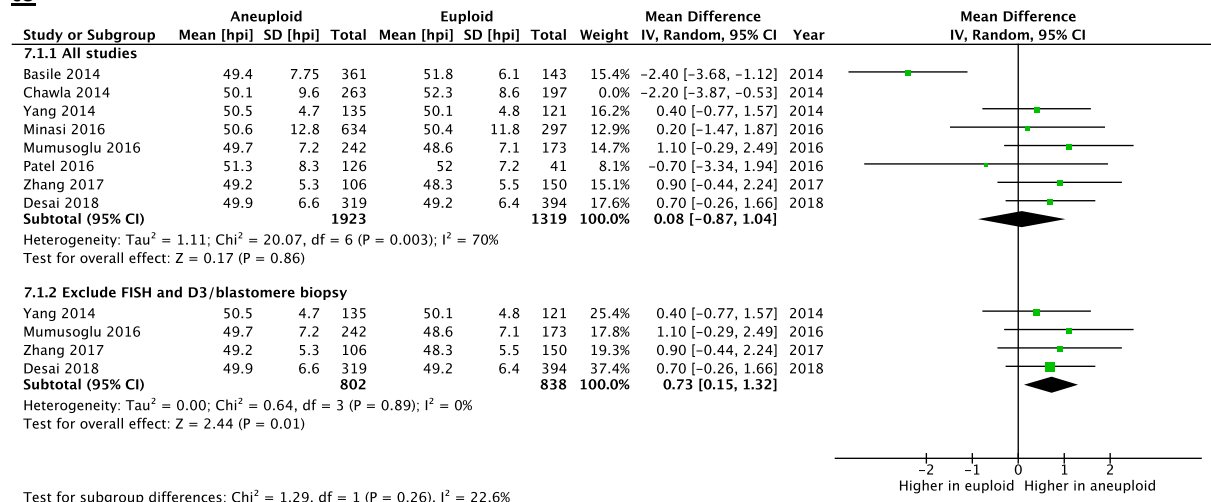 Aneuploid Euploid Mean Difference Mean Difference
Study or Subgroup Mean [hpi] SD [hpi] Total Mean [hpi] SD [hpi] Total Weight IV, Random, 95% CI Year IV, Random, 95% CI
7.1.1 All studies
Basile 2014 49.4 7.75 361 51.8 6.1 143 15.4% −2.40 [−3.68, −1.12] 2014
Chawla 2014 50.1 9.6 263 52.3 8.6 197 0.0% −2.20 [−3.87, −0.53] 2014
Yang 2014 50.5 4.7 135 50.1 4.8 121 16.2% 0.40 [−0.77, 1.57] 2014
Minasi 2016 50.6 12.8 634 50.4 11.8 297 12.9% 0.20 [−1.47, 1.87] 2016
Mumusoglu 2016 49.7 7.2 242 48.6 7.1 173 14.7% 1.10 [−0.29, 2.49] 2016
Patel 2016 51.3 8.3 126 52 7.2 41 8.1% −0.70 [−3.34, 1.94] 2016
Zhang 2017 49.2 5.3 106 48.3 5.5 150 15.1% 0.90 [−0.44, 2.24] 2017
Desai 2018 49.9 6.6 319 49.2 6.4 394 17.6% 0.70 [−0.26, 1.66] 2018
Subtotal (95% CI) 1923 1319 100.0% 0.08 [−0.87, 1.04]
Heterogeneity: Tau² = 1.11; Chi² = 20.07, df = 6 (P = 0.003); I² = 70%
Test for overall effect: Z = 0.17 (P = 0.86)
7.1.2 Exclude FISH and D3/blastomere biopsy
Yang 2014 50.5 4.7 135 50.1 4.8 121 25.4% 0.40 [−0.77, 1.57] 2014
Mumusoglu 2016 49.7 7.2 242 48.6 7.1 173 17.8% 1.10 [−0.29, 2.49] 2016
Zhang 2017 49.2 5.3 106 48.3 5.5 150 19.3% 0.90 [−0.44, 2.24] 2017
Desai 2018 49.9 6.6 319 49.2 6.4 394 37.4% 0.70 [−0.26, 1.66] 2018
Subtotal (95% CI) 802 838 100.0% 0.73 [0.15, 1.32]
Heterogeneity: Tau² = 0.00; Chi² = 0.64, df = 3 (P = 0.89); I² = 0%
Test for overall effect: Z = 2.44 (P = 0.01)
−2 −1 0 1 2
Higher in euploid Higher in aneuploid
Test for subgroup differences: Chi² = 1.29, df = 1 (P = 0.26), I² = 22.6%